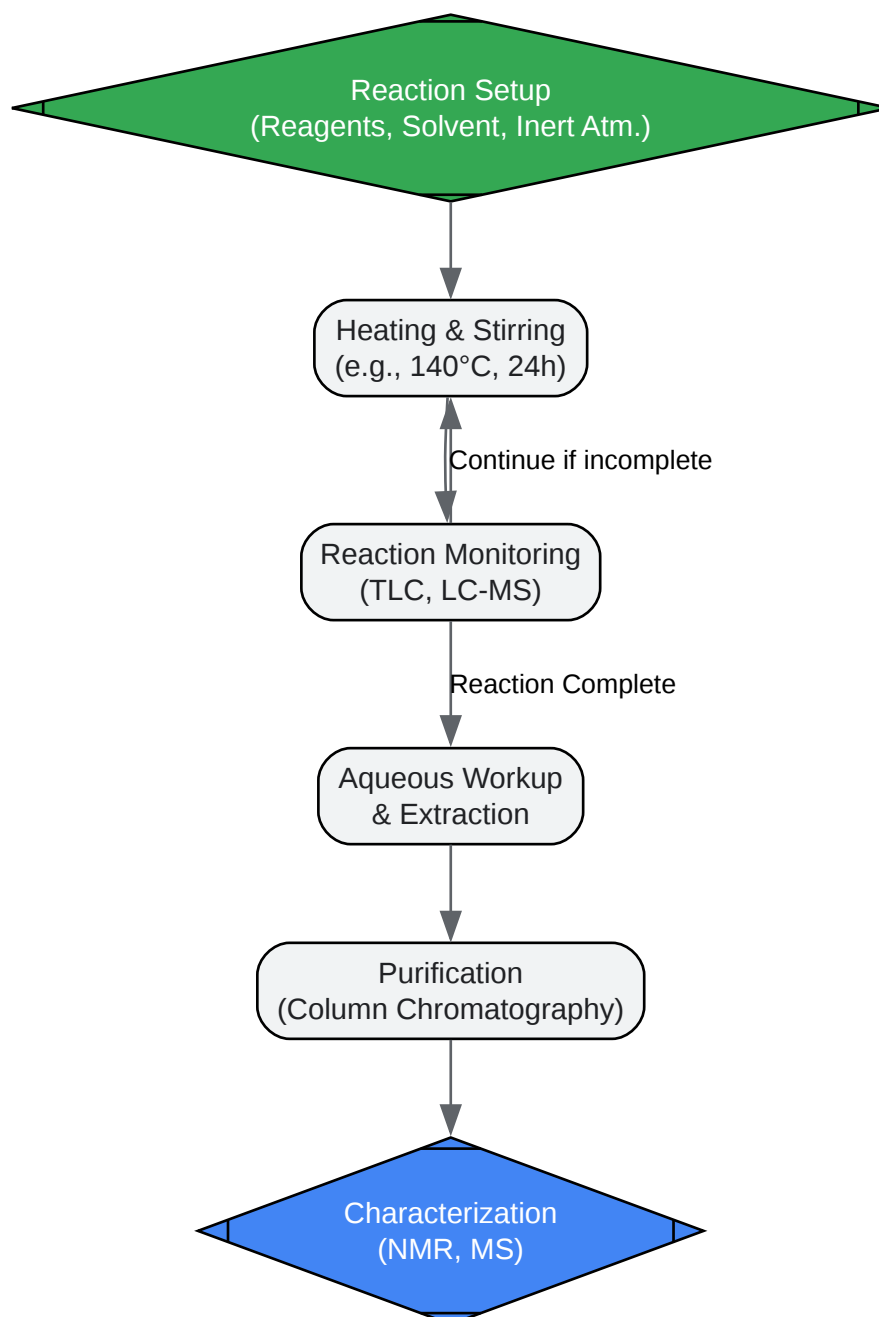 Reaction Setup
(Reagents, Solvent, Inert Atm.)
Heating & Stirring
(e.g., 140°C, 24h)
Continue if incomplete
Reaction Monitoring
(TLC, LC-MS)
Reaction Complete
Aqueous Workup
& Extraction
Purification
(Column Chromatography)
Characterization
(NMR, MS)